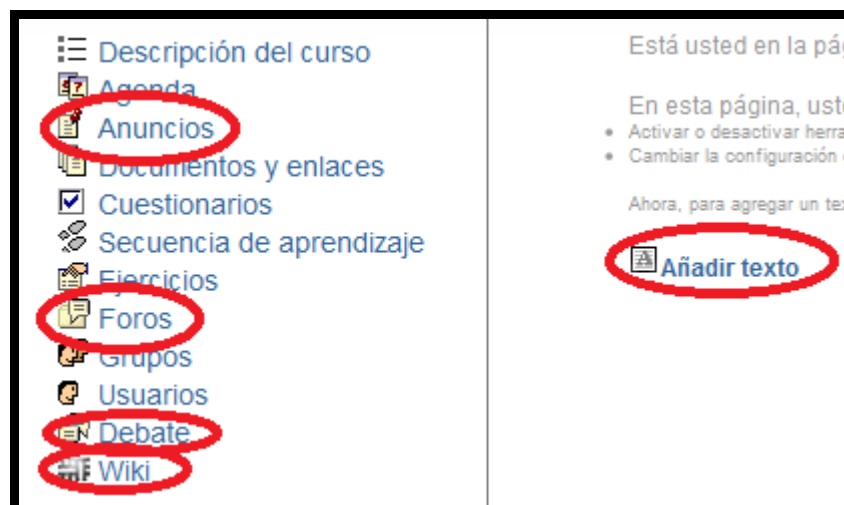 Descripción del curso
Agenda
Anuncios
Documentos y enlaces
Cuestionarios
Secuencia de aprendizaje
Ejercicios
Foros
Grupos
Usuarios
Debate
Wiki
Está usted en la pág
En esta página, uste
Activar o desactivar herra
Cambiar la configuración
Ahora, para agregar un tex
Añadir texto